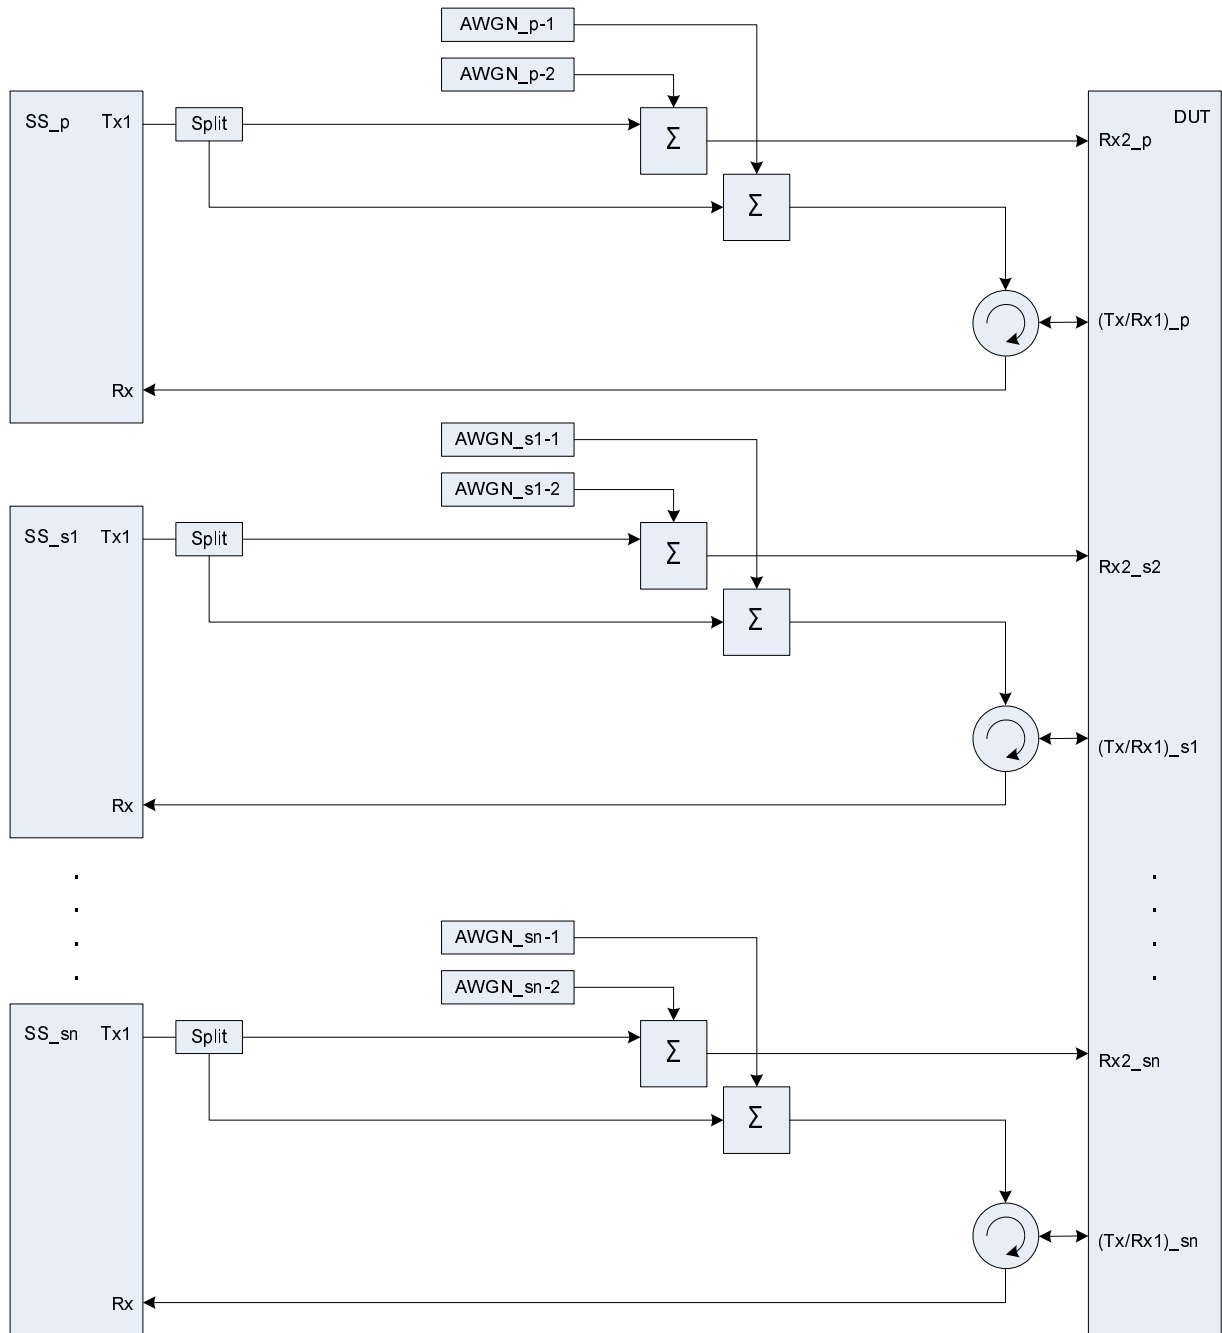 AWGN_p-1
AWGN_p-2
SS_p Tx1
Split
Σ
DUT
Rx2_p
Σ
(Tx/Rx1)_p
Rx
AWGN_s1-1
AWGN_s1-2
SS_s1 Tx1
Split
Σ
Rx2_s2
Σ
(Tx/Rx1)_s1
Rx
AWGN_sn-1
AWGN_sn-2
SS_sn Tx1
Split
Σ
Rx2_sn
Σ
(Tx/Rx1)_sn
Rx